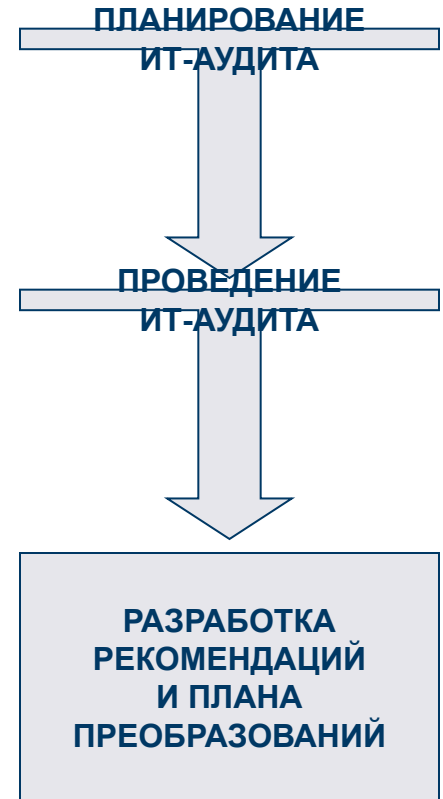 ПЛАНИРОВАНИЕ
ИТ-АУДИТА
ПРОВЕДЕНИЕ
ИТ-АУДИТА
РАЗРАБОТКА
РЕКОМЕНДАЦИЙ
И ПЛАНА
ПРЕОБРАЗОВАНИЙ